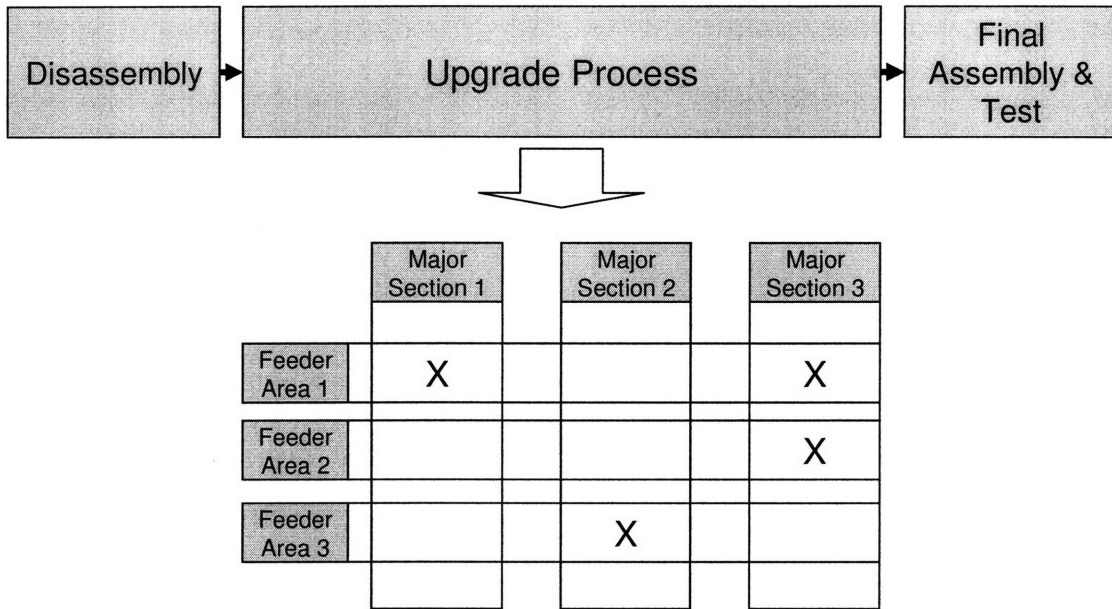 Disassembly
Upgrade Process
Final
Assembly &
Test
Major
Section 1
Major
Section 2
Major
Section 3
Feeder
Area 1
X
X
Feeder
Area 2
X
Feeder
Area 3
X